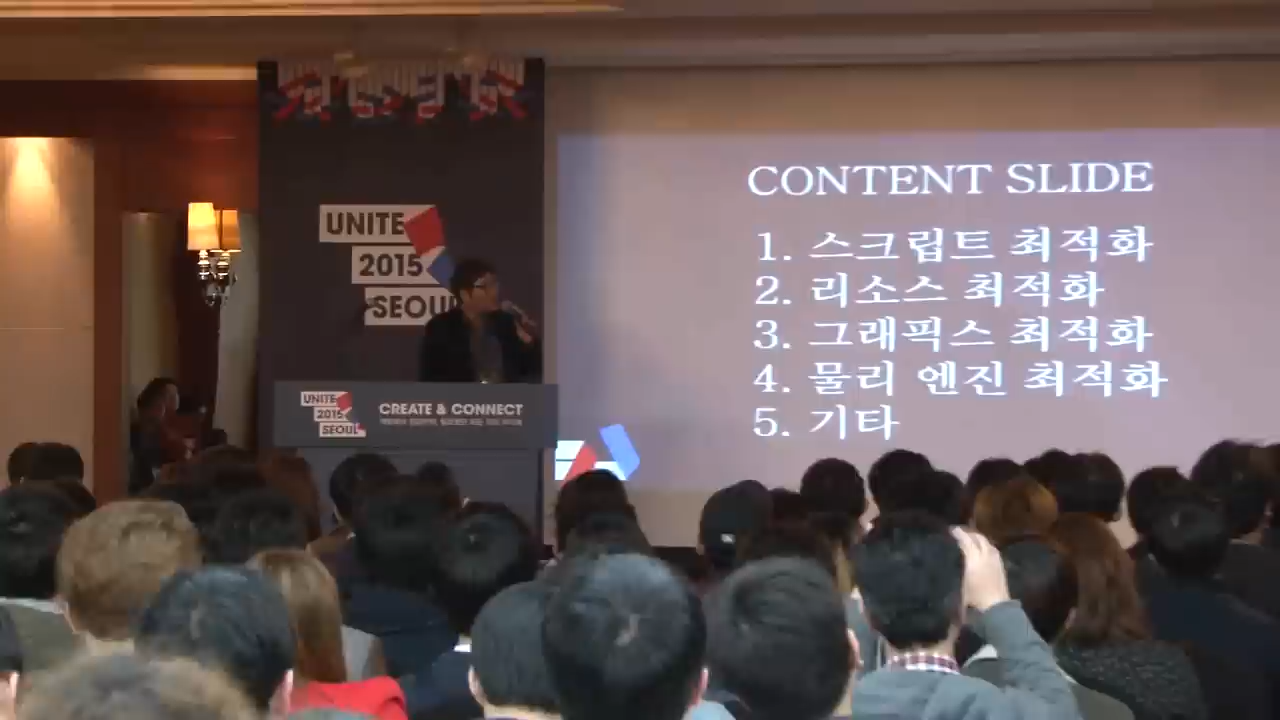 UNITE
2015
SEOUL
UNITE
2015
SEOUL
CREATE & CONNECT
CONTENT SLIDE
1. 스크립트 최적화
2. 리소스 최적화
3. 그래픽스 최적화
4. 물리 엔진 최적화
5. 기타